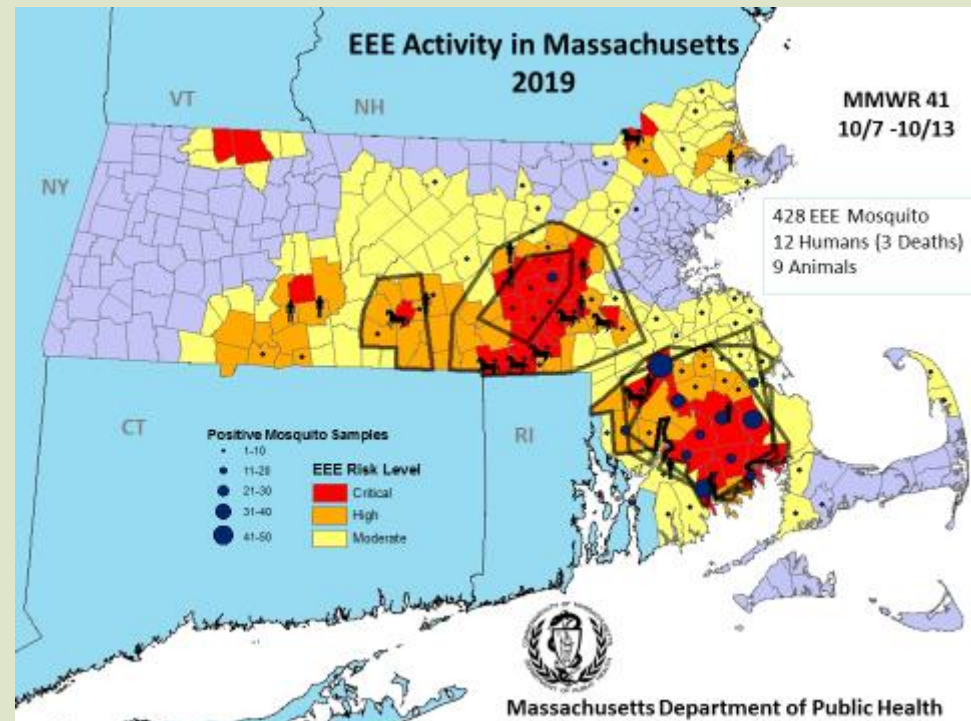 EEE Activity in Massachusetts
2019
VT
NH
MMWR 41
10/7 -10/13
NY
428 EEE Mosquito
12 Humans (3 Deaths)
9 Animals
CT
RI
Positive Mosquito Samples
1-10
11-20
21-30
31-40
41-50
EEE Risk Level
Critical
High
Moderate
Massachusetts Department of Public Health